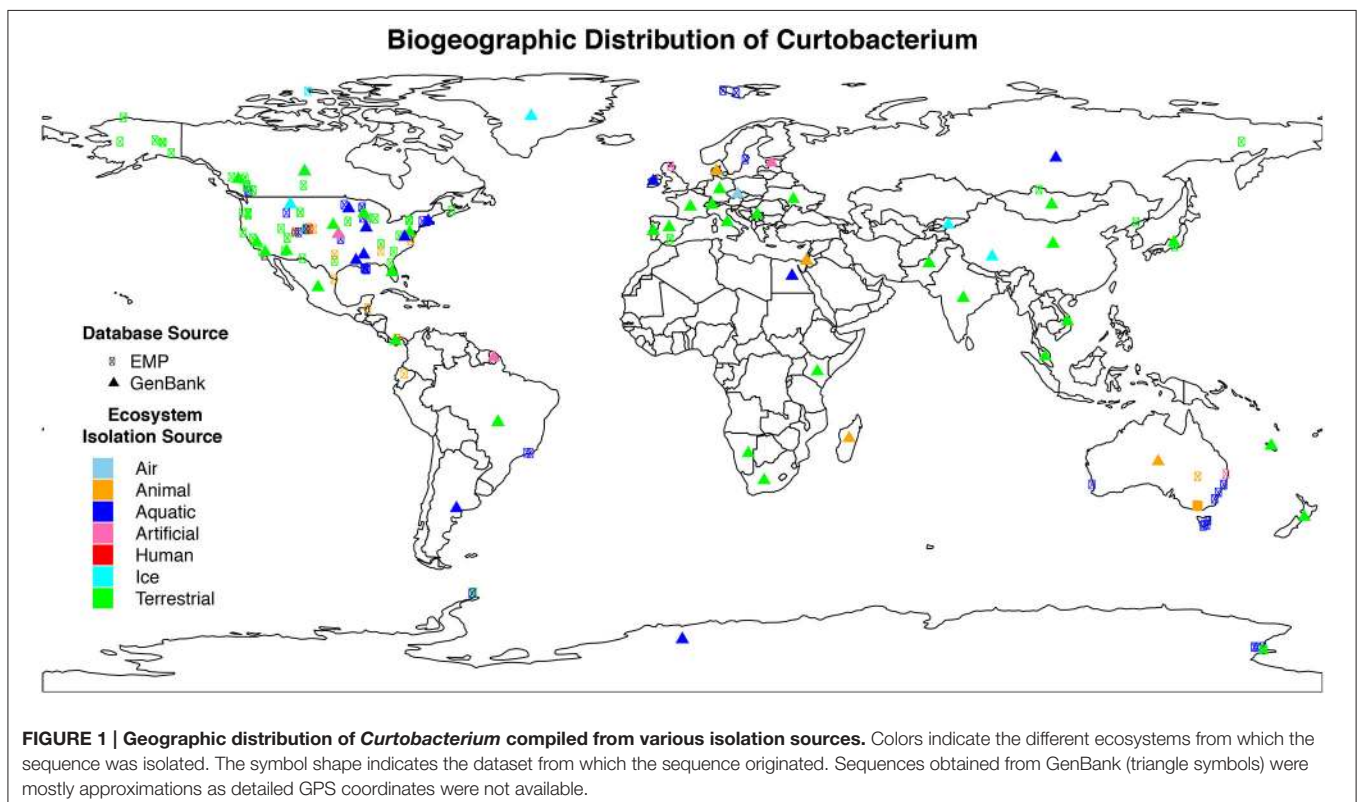 Biogeographic Distribution of Curtobacterium
Database Source
EMP
GenBank
Ecosystem
Isolation Source
Air
Animal
Aquatic
Artificial
Human
Ice
Terrestrial
FIGURE 1 | Geographic distribution of Curtobacterium compiled from various isolation sources. Colors indicate the different ecosystems from which the
sequence was isolated. The symbol shape indicates the dataset from which the sequence originated. Sequences obtained from GenBank (triangle symbols) were
mostly approximations as detailed GPS coordinates were not available.